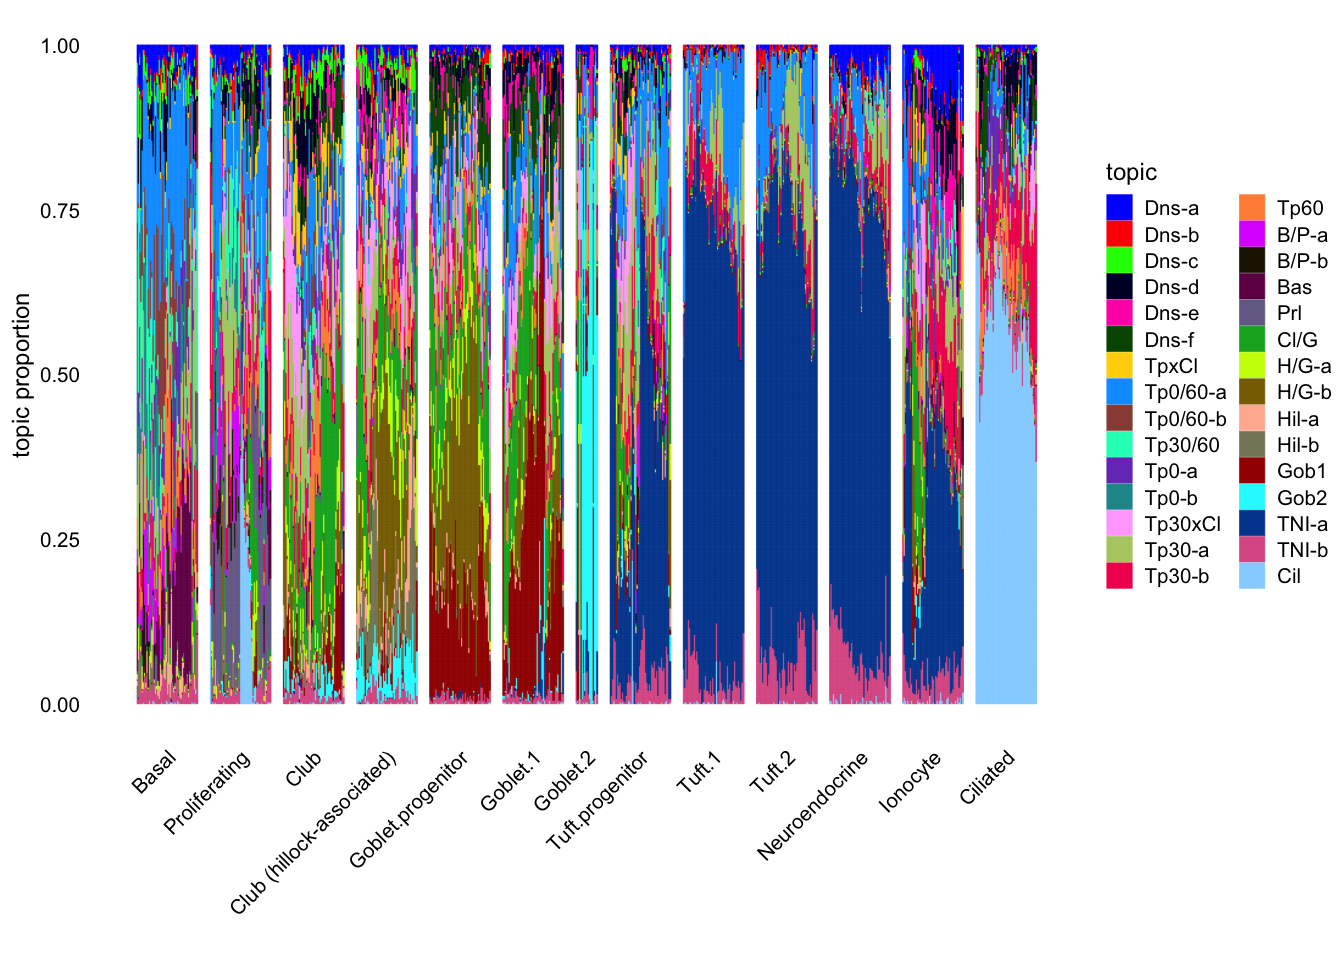 topic proportion
1.00
0.75
0.50
0.25
0.00
Basal
Proliferating
Club
Club (hillock-associated)
Goblet.progenitor
Goblet.1
Goblet.2
Tuft.progenitor
Tuft.1
Tuft.2
Neuroendocrine
Ionocyte
Ciliated
topic
Dns-a
Dns-b
Dns-c
Dns-d
Dns-e
Dns-f
TpxCl
Tp0/60-a
Tp0/60-b
Tp30/60
Tp0-a
Tp0-b
Tp30xCl
Tp30-a
Tp30-b
Tp60
B/P-a
B/P-b
Bas
Prl
Cl/G
H/G-a
H/G-b
Hil-a
Hil-b
Gob1
Gob2
TNI-a
TNI-b
Cil